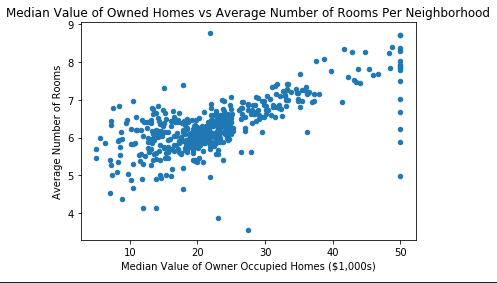 Median Value of Owned Homes vs Average Number of Rooms Per Neighborhood
9
8
7
6
5
4
Average Number of Rooms
10 20 30 40 50
Median Value of Owner Occupied Homes ($1,000s)